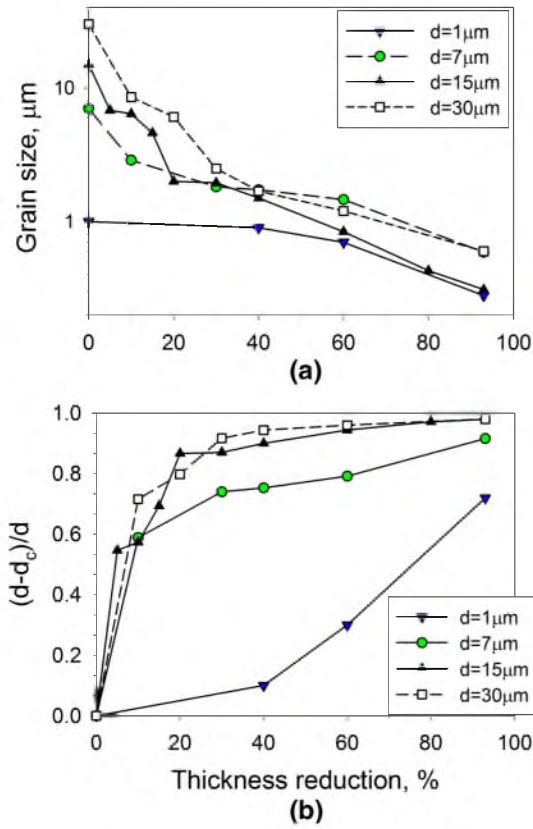 d=1μm
d=7μm
d=15μm
d=30μm
10
1
Grain size, μm
0 20 40 60 80 100
(a)
1.0
0.8
0.6
0.4
0.2
0.0
(d-dc)/d
d=1μm
d=7μm
d=15μm
d=30μm
0 20 40 60 80 100
Thickness reduction, %
(b)